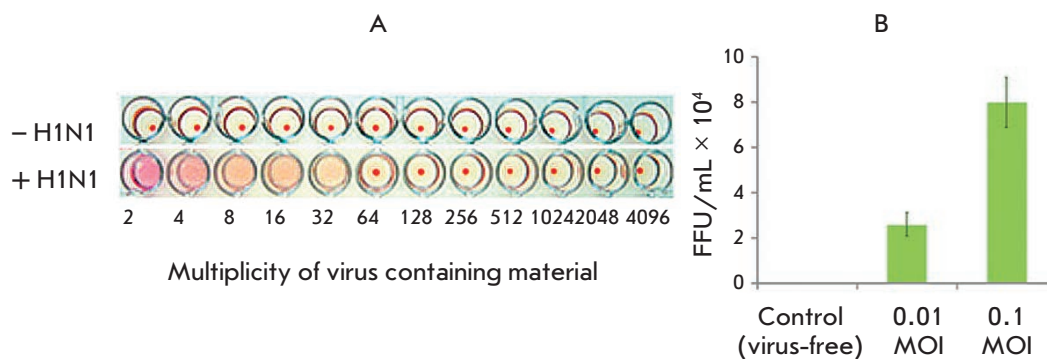 A
− H1N1
+ H1N1
2 4 8 16 32 64 128 256 512 1024 2048 4096
Multiplicity of virus containing material
B
FFU/mL × 10⁴
10
8
6
4
2
0
Control
(virus-free)
0.01
MOI
0.1
MOI